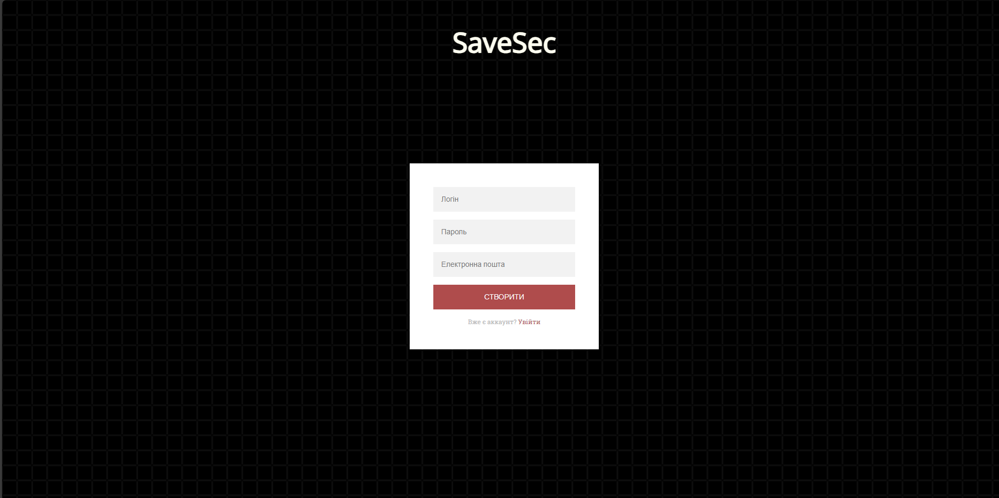 SaveSec
Логін
Пароль
Електронна пошта
СТВОРИТИ
Вже є аккаунт? Увійти